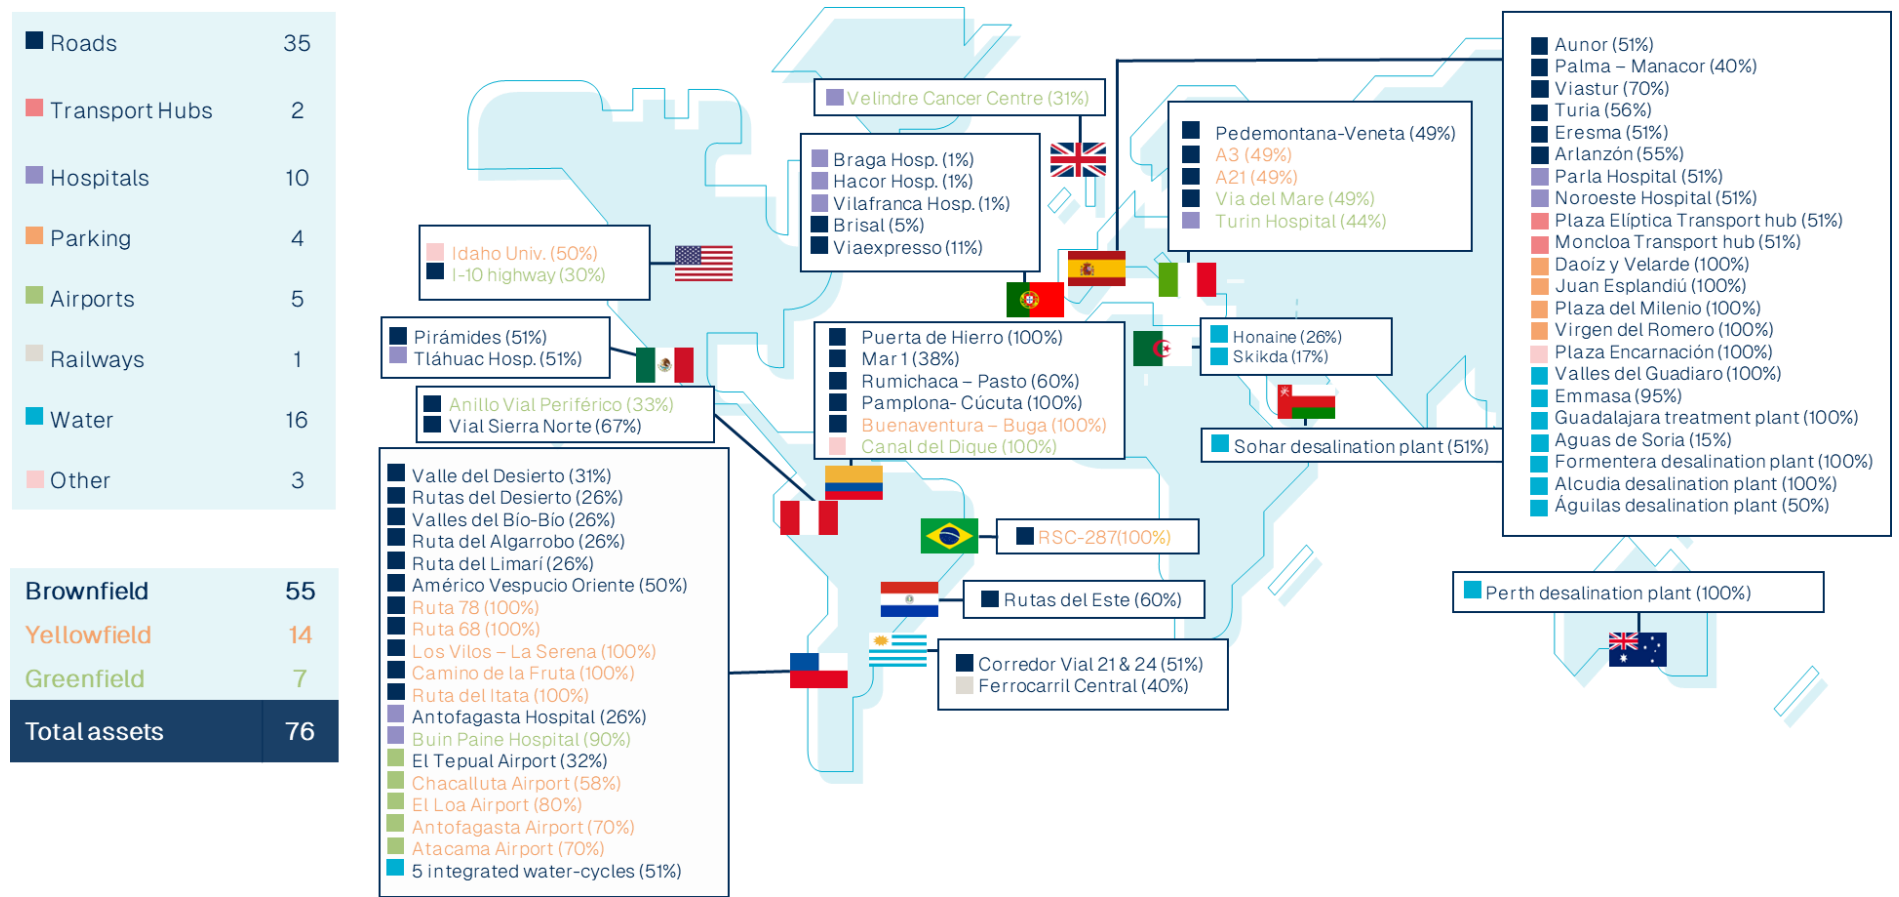 Roads 35
Transport Hubs 2
Hospitals 10
Parking 4
Airports 5
Railways 1
Water 16
Other 3
Brownfield 55
Yellowfield 14
Greenfield 7
Total assets 76
Velindre Cancer Centre (31%)
Braga Hosp. (1%)
Hacor Hosp. (1%)
Vilafranca Hosp. (1%)
Brisal (5%)
Viaexpresso (11%)
Pedemontana-Veneta (49%)
A3 (49%)
A21 (49%)
Via del Mare (49%)
Turin Hospital (44%)
Aunor (51%)
Palma – Manacor (40%)
Viastur (70%)
Turia (56%)
Eresma (51%)
Arlanzón (55%)
Parla Hospital (51%)
Noroeste Hospital (51%)
Plaza Elíptica Transport hub (51%)
Moncloa Transport hub (51%)
Daoíz y Velarde (100%)
Juan Esplandiú (100%)
Plaza del Milenio (100%)
Virgen del Romero (100%)
Plaza Encarnación (100%)
Valles del Guadiaro (100%)
Emmasa (95%)
Guadalajara treatment plant (100%)
Aguas de Soria (15%)
Formentera desalination plant (100%)
Alcudia desalination plant (100%)
Águilas desalination plant (50%)
Idaho Univ. (50%)
I-10 highway (30%)
Pirámides (51%)
Tláhuac Hosp. (51%)
Anillo Vial Periférico (33%)
Vial Sierra Norte (67%)
Puerta de Hierro (100%)
Mar 1 (38%)
Rumichaca – Pasto (60%)
Pamplona- Cúcuta (100%)
Buenaventura – Buga (100%)
Canal del Dique (100%)
Honaine (26%)
Skikda (17%)
Sohar desalination plant (51%)
Valle del Desierto (31%)
Rutas del Desierto (26%)
Valles del Bío-Bío (26%)
Ruta del Algarrobo (26%)
Ruta del Limarí (26%)
Américo Vespucio Oriente (50%)
Ruta 78 (100%)
Ruta 68 (100%)
Los Vilos – La Serena (100%)
Camino de la Fruta (100%)
Ruta del Itata (100%)
Antofagasta Hospital (26%)
Buin Paine Hospital (90%)
El Tepual Airport (32%)
Chacalluta Airport (58%)
El Loa Airport (80%)
Antofagasta Airport (70%)
Atacama Airport (70%)
5 integrated water-cycles (51%)
RSC-287(100%)
Rutas del Este (60%)
Corredor Vial 21 & 24 (51%)
Ferrocarril Central (40%)
Perth desalination plant (100%)